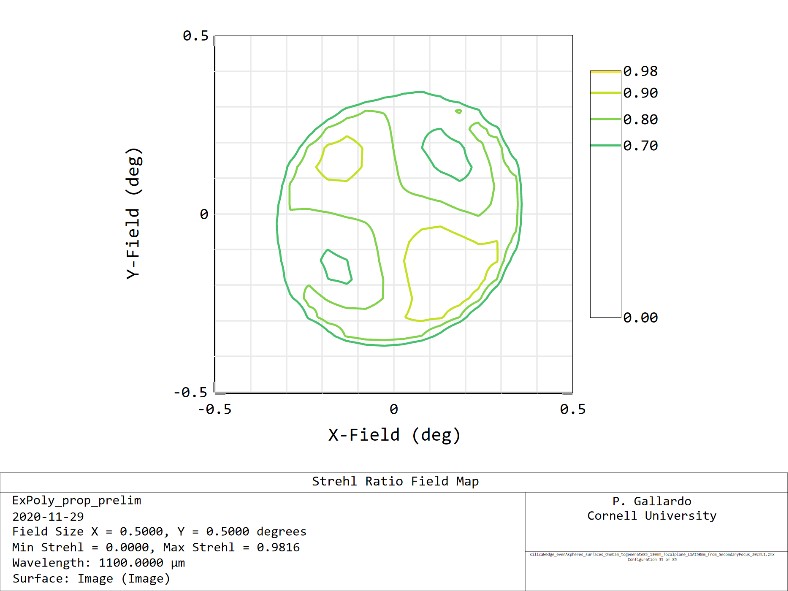 0.5
0
-0.5
Y-Field (deg)
-0.5
0
0.5
X-Field (deg)
0.98
0.90
0.80
0.70
0.00
Strehl Ratio Field Map
ExPoly_prop_prelim
2020-11-29
Field Size X = 0.5000, Y = 0.5000 degrees
Min Strehl = 0.0000, Max Strehl = 0.9816
Wavelength: 1100.0000 µm
Surface: Image (Image)
P. Gallardo
Cornell University